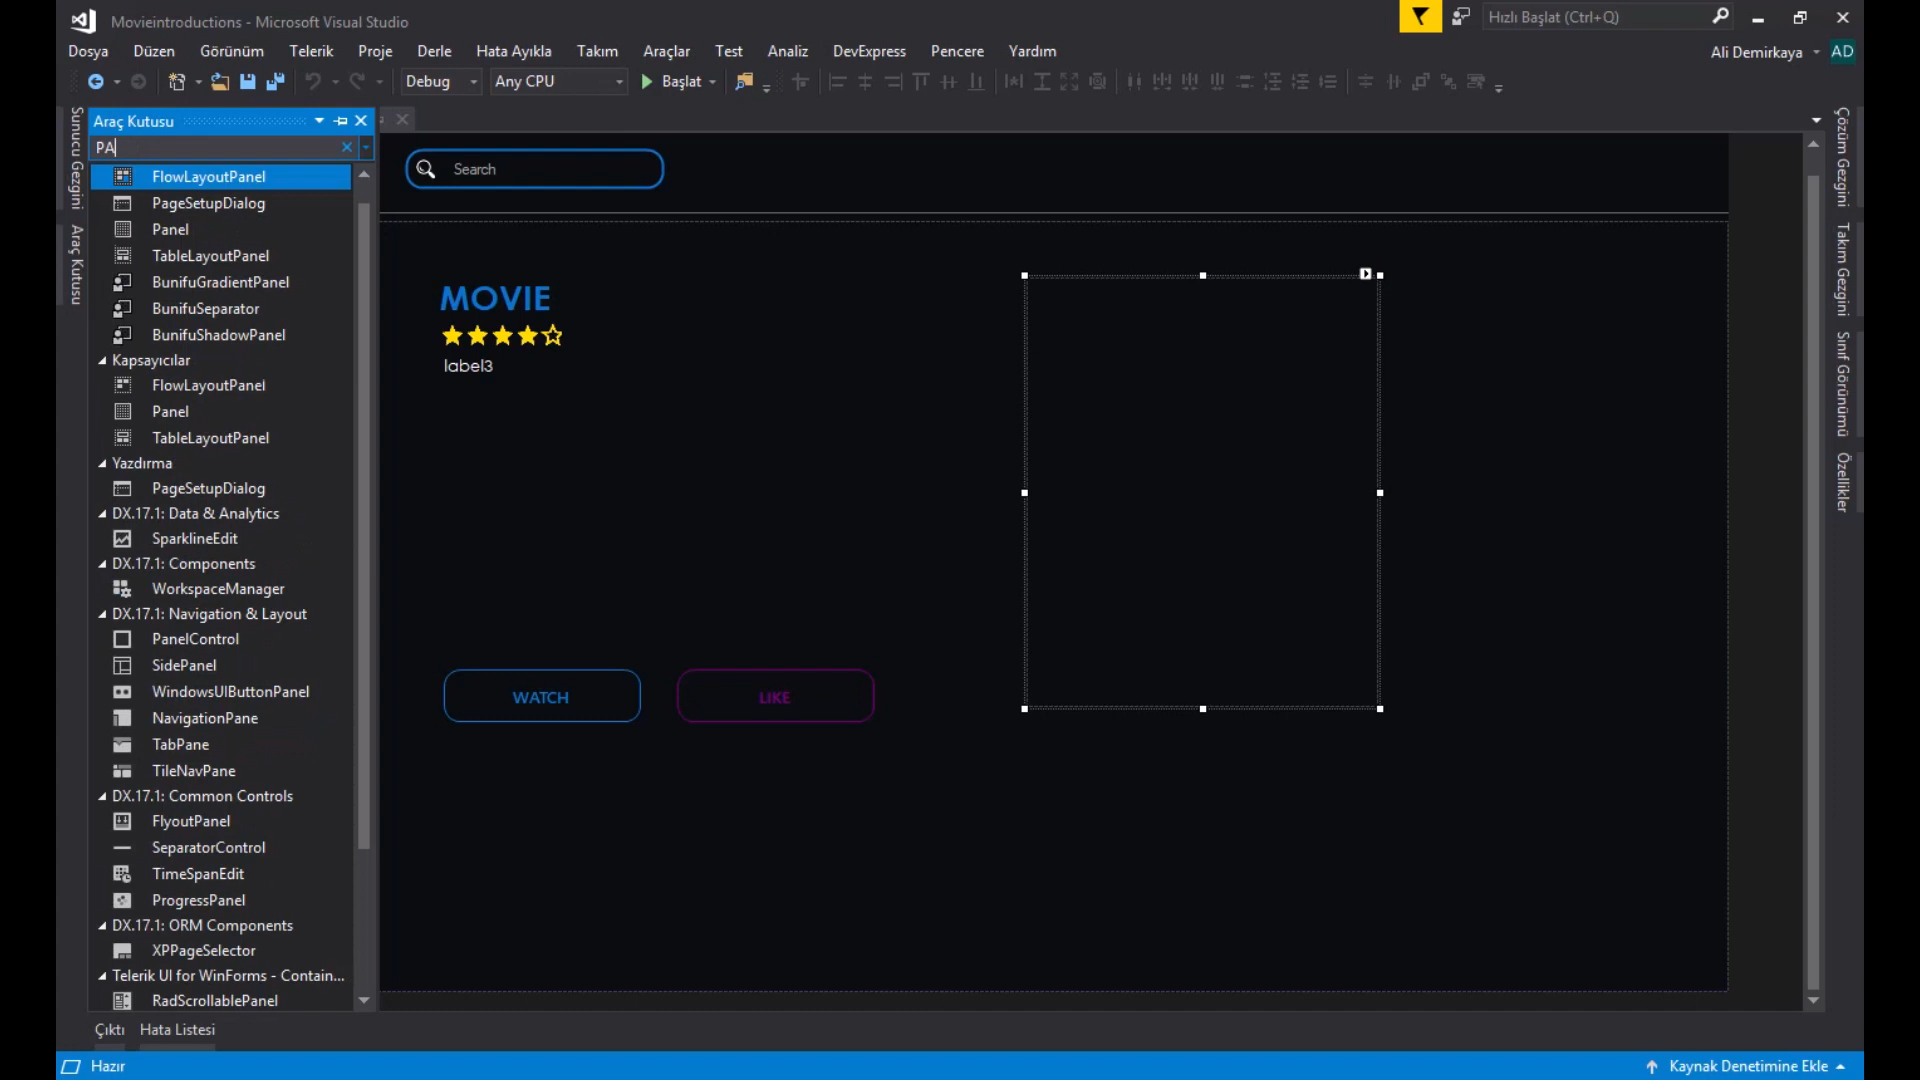 Movieintroductions - Microsoft Visual Studio
Hızlı Başlat (Ctrl+Q)
Dosya Düzen Görünüm Telerik Proje Derle Hata Ayıkla Takım Araçlar Test Analiz DevExpress Pencere Yardım
Ali Demirkaya AD
Debug Any CPU Başlat
Sunucu Gezgini
Araç Kutusu
Araç Kutusu
PA
FlowLayoutPanel
PageSetupDialog
Panel
TableLayoutPanel
BunifuGradientPanel
BunifuSeparator
BunifuShadowPanel
Kapsayıcılar
FlowLayoutPanel
Panel
TableLayoutPanel
Yazdırma
PageSetupDialog
DX.17.1: Data & Analytics
SparklineEdit
DX.17.1: Components
WorkspaceManager
DX.17.1: Navigation & Layout
PanelControl
SidePanel
WindowsUIButtonPanel
NavigationPane
TabPane
TileNavPane
DX.17.1: Common Controls
FlyoutPanel
SeparatorControl
TimeSpanEdit
ProgressPanel
DX.17.1: ORM Components
XPPageSelector
Telerik UI for WinForms - Contain...
RadScrollablePanel
Search
MOVIE
label3
WATCH
LIKE
Çözüm Gezgini
Takım Gezgini
Sınıf Görünümü
Özellikler
Çıktı Hata Listesi
Hazır
Kaynak Denetimine Ekle